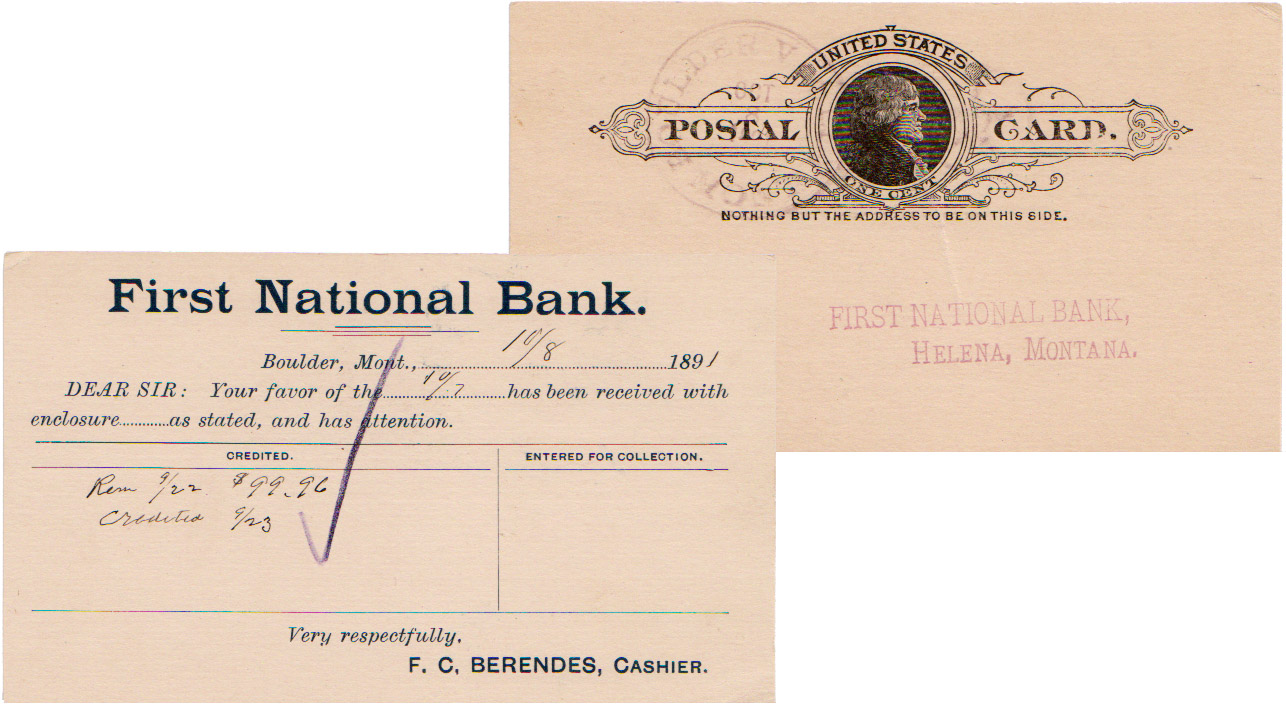 UNITED STATES
POSTAL CARD.
ONE CENT
NOTHING BUT THE ADDRESS TO BE ON THIS SIDE.
OCT
8
FIRST NATIONAL BANK,
HELENA, MONTANA.
First National Bank.
Boulder, Mont., 10/8 1891
DEAR SIR: Your favor of the 10/7 has been received with
enclosure as stated, and has attention.
CREDITED. ENTERED FOR COLLECTION.
Rem 9/22 $99.96
Credited 9/23
Very respectfully,
F. C. BERENDES, CASHIER.